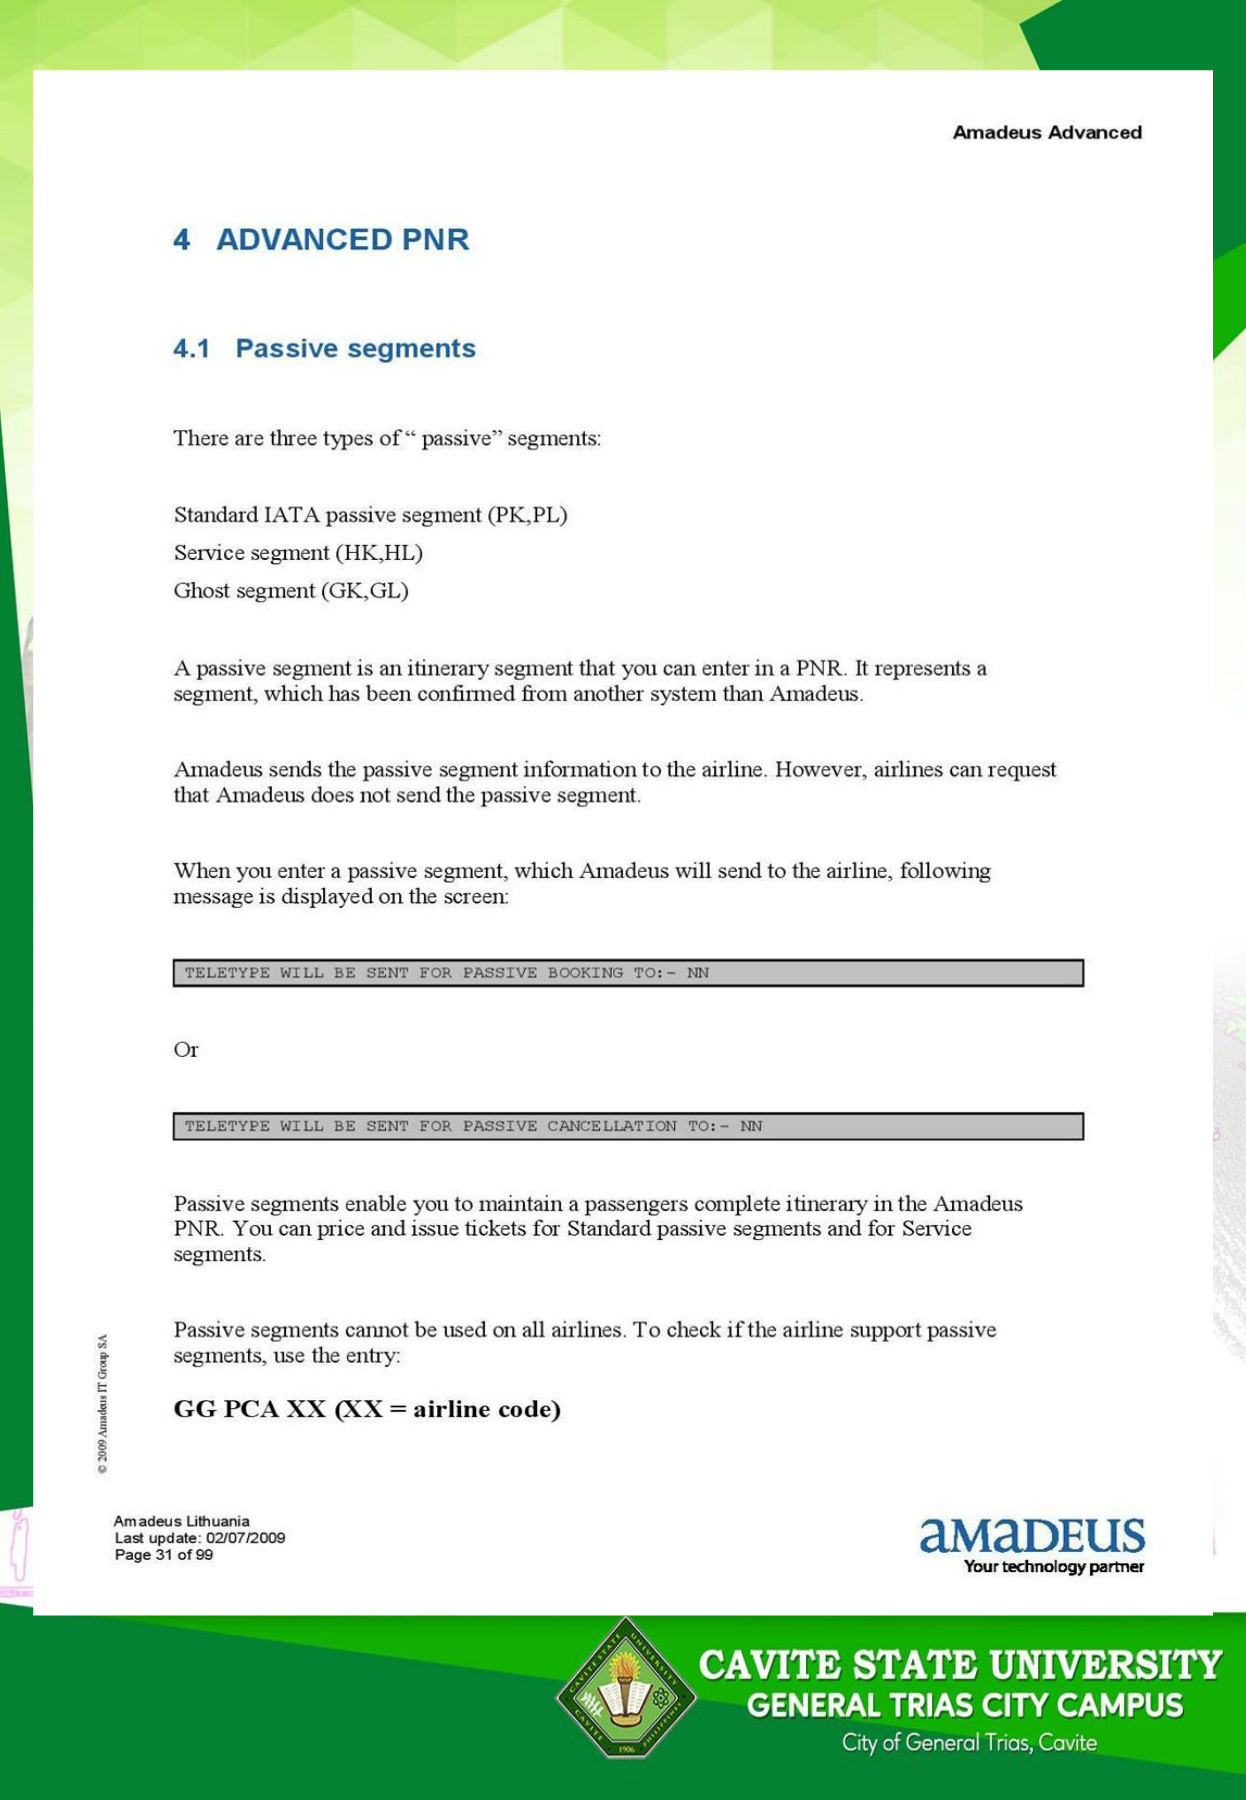 Amadeus Advanced
4 ADVANCED PNR
4.1 Passive segments
There are three types of “ passive” segments:
Standard IATA passive segment (PK,PL)
Service segment (HK,HL)
Ghost segment (GK,GL)
A passive segment is an itinerary segment that you can enter in a PNR. It represents a
segment, which has been confirmed from another system than Amadeus.
Amadeus sends the passive segment information to the airline. However, airlines can request
that Amadeus does not send the passive segment.
When you enter a passive segment, which Amadeus will send to the airline, following
message is displayed on the screen:
TELETYPE WILL BE SENT FOR PASSIVE BOOKING TO:- NN
Or
TELETYPE WILL BE SENT FOR PASSIVE CANCELLATION TO:- NN
Passive segments enable you to maintain a passengers complete itinerary in the Amadeus
PNR. You can price and issue tickets for Standard passive segments and for Service
segments.
Passive segments cannot be used on all airlines. To check if the airline support passive
segments, use the entry:
GG PCA XX (XX = airline code)
© 2009 Amadeus IT Group SA
Amadeus Lithuania
Last update: 02/07/2009
Page 31 of 99
amaDEUS
Your technology partner
CAVITE STATE UNIVERSITY
CAVITE
PHILIPPINES
1906
CAVITE STATE UNIVERSITY
GENERAL TRIAS CITY CAMPUS
City of General Trias, Cavite